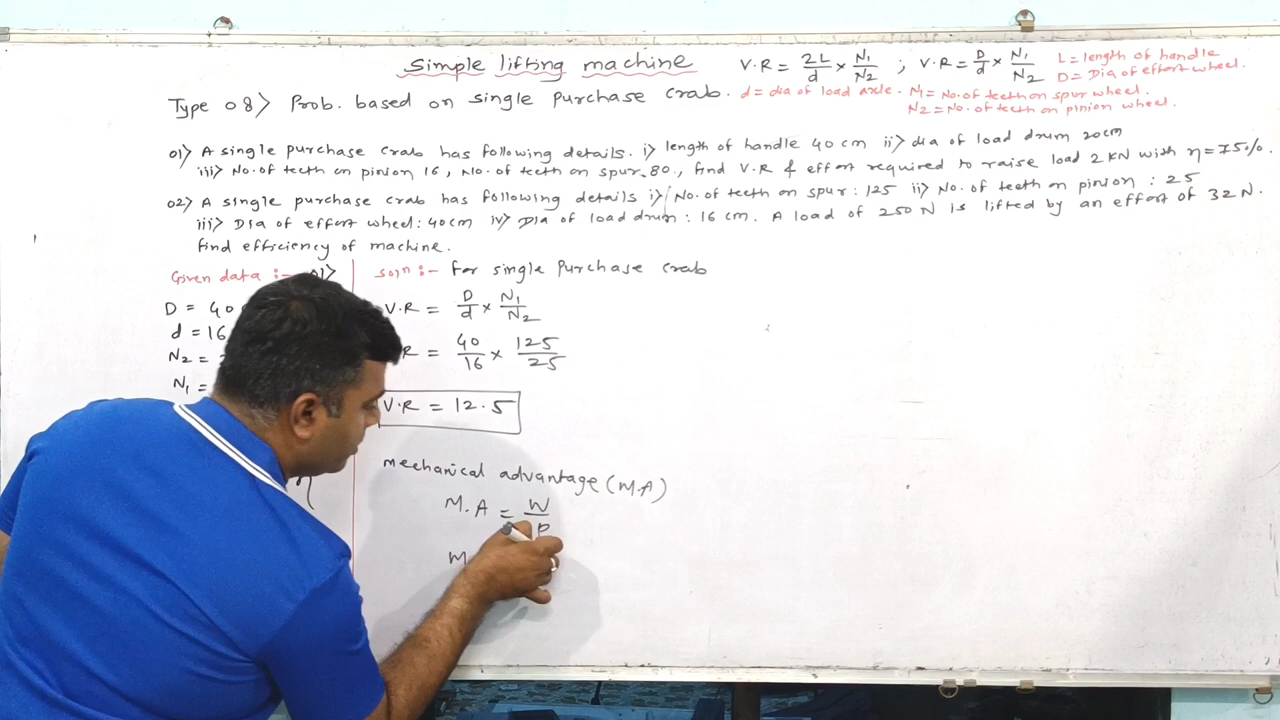 Simple lifting machine
V.R = 2L/d × N1/N2 ; V.R = D/d × N1/N2
L = length of handle
D = Dia of effort wheel.
Type 08> Prob. based on single purchase crab.
d = dia of load axle. N1 = No. of teeth on spur wheel.
N2 = No. of teeth on pinion wheel.
01> A single purchase crab has following details. i> length of handle 40 cm ii> dia of load drum 20cm
iii> No. of teeth on pinion 16, No. of teeth on spur 80, find V.R & effort required to raise load 2 KN with η = 75%.
02> A single purchase crab has following details i> No. of teeth on spur : 125 ii> No. of teeth on pinion : 25
iii> Dia of effort wheel : 40cm iv> Dia of load drum : 16 cm. A load of 250 N is lifted by an effort of 32 N.
find efficiency of machine.
Given data :-
soln :- for single purchase crab
D = 40
d = 16
N2 =
N1 =
η
V.R = D/d × N1/N2
R = 40/16 × 125/25
V.R = 12.5
mechanical advantage (M.A)
M.A = W/P
M